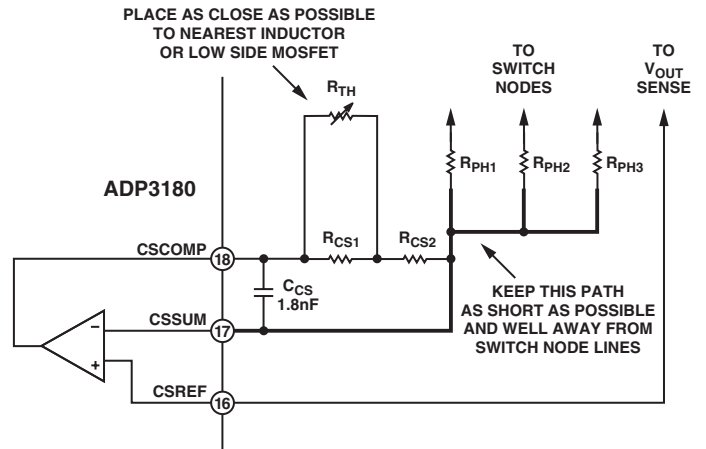 PLACE AS CLOSE AS POSSIBLE
TO NEAREST INDUCTOR
OR LOW SIDE MOSFET
TO
SWITCH
NODES
TO
VOUT
SENSE
RTH
RPH1
RPH2
RPH3
ADP3180
CSCOMP
18
RCS1
RCS2
CCS
1.8nF
KEEP THIS PATH
AS SHORT AS POSSIBLE
AND WELL AWAY FROM
SWITCH NODE LINES
CSSUM
17
–
+
CSREF
16